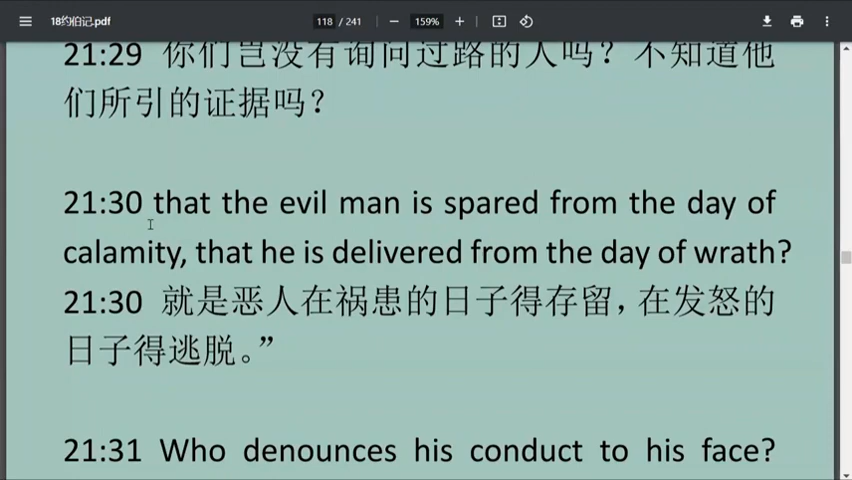 18约伯记.pdf
118 / 241
159%
21:29 你们岂没有询问过路的人吗？不知道他
们所引的证据吗？
21:30 that the evil man is spared from the day of
calamity, that he is delivered from the day of wrath?
21:30 就是恶人在祸患的日子得存留，在发怒的
日子得逃脱。”
21:31 Who denounces his conduct to his face?